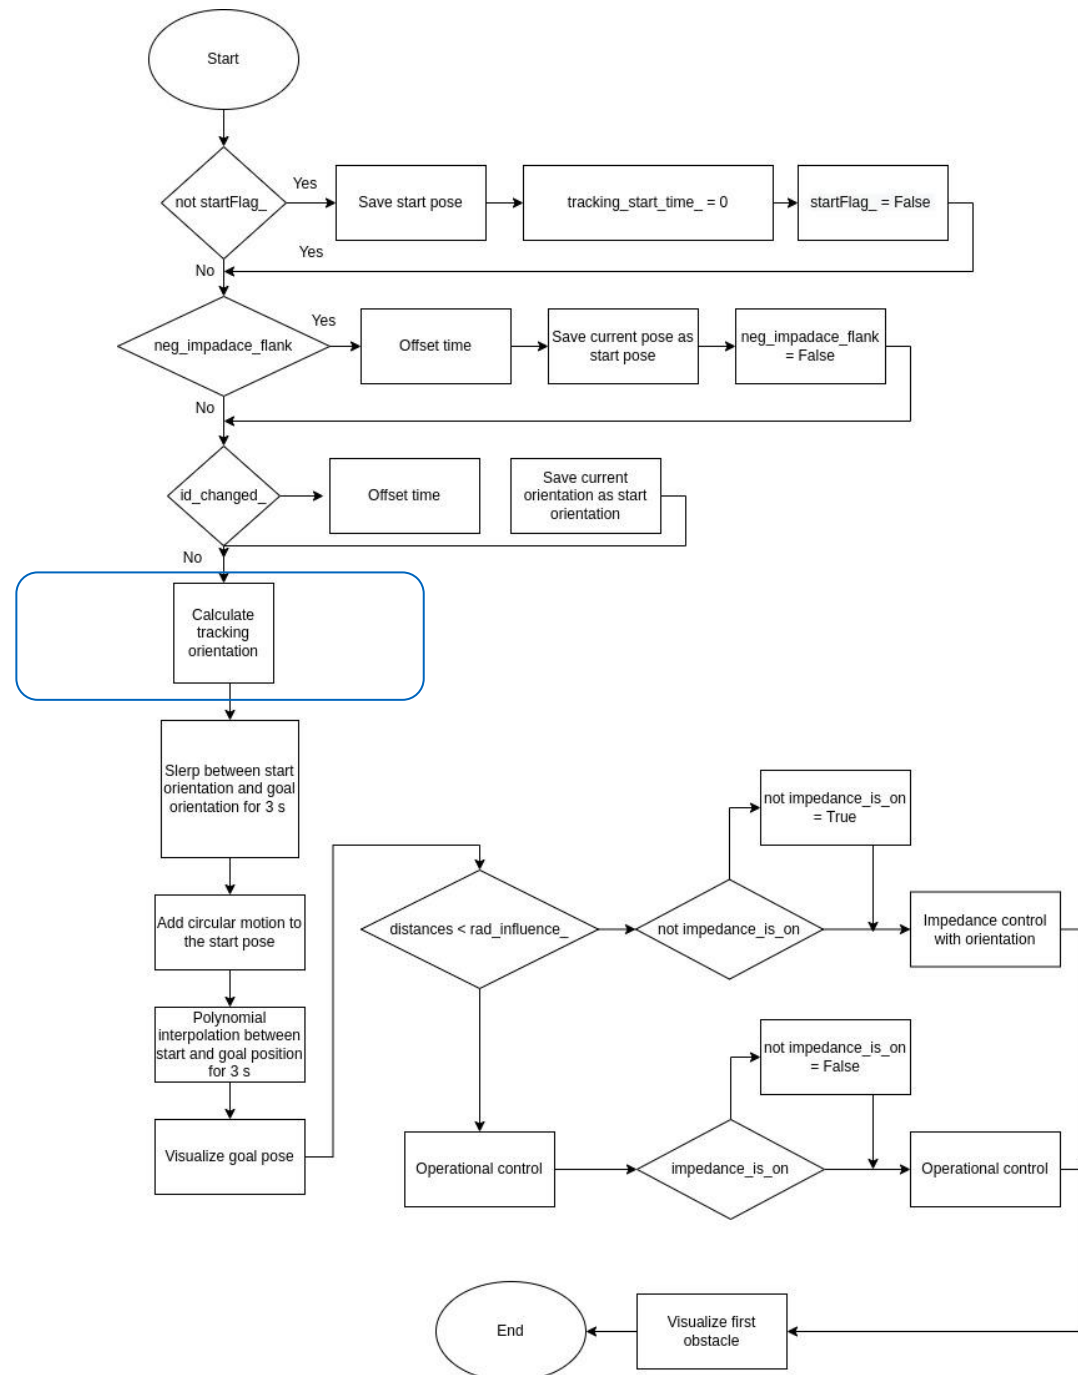 Start
not startFlag_
Yes
Save start pose
tracking_start_time_ = 0
startFlag_ = False
Yes
No
neg_impadace_flank
Yes
Offset time
Save current pose as
start pose
neg_impadace_flank
= False
No
id_changed_
Offset time
Save current
orientation as start
orientation
No
Calculate
tracking
orientation
Slerp between start
orientation and goal
orientation for 3 s
Add circular motion to
the start pose
Polynomial
interpolation between
start and goal position
for 3 s
Visualize goal pose
distances < rad_influence_
not impedance_is_on
not impedance_is_on
= True
Impedance control
with orientation
Operational control
impedance_is_on
not impedance_is_on
= False
Operational control
End
Visualize first
obstacle